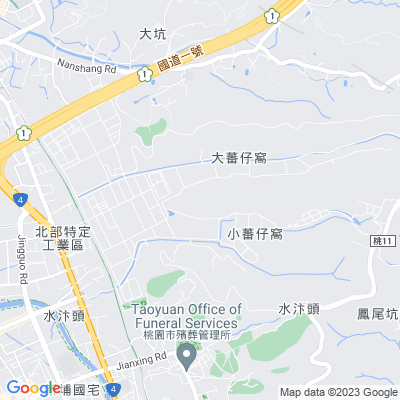 大坑
國道一號
1
Nanshang Rd
1
1
大蕃仔窩
4
北部特定
工業區
小蕃仔窩
桃11
Jingguo Rd
Taoyuan Office of
Funeral Services
桃園市殯葬管理所
水汴頭
水汴頭
鳳尾坑
Jianxing Rd
Google
埔國宅
4
Map data ©2023 Google